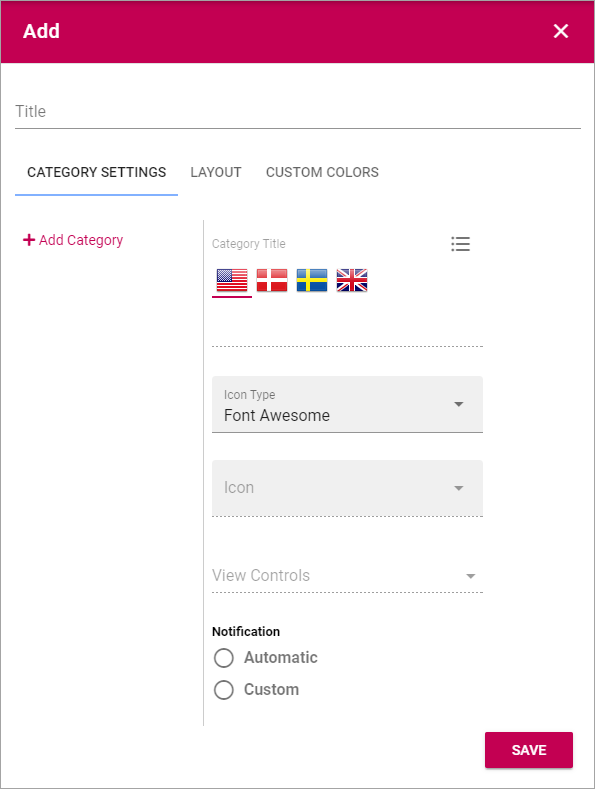 Add
Title
CATEGORY SETTINGS LAYOUT CUSTOM COLORS
Add Category
Category Title
Icon Type
Font Awesome
Icon
View Controls
Notification
Automatic
Custom
SAVE